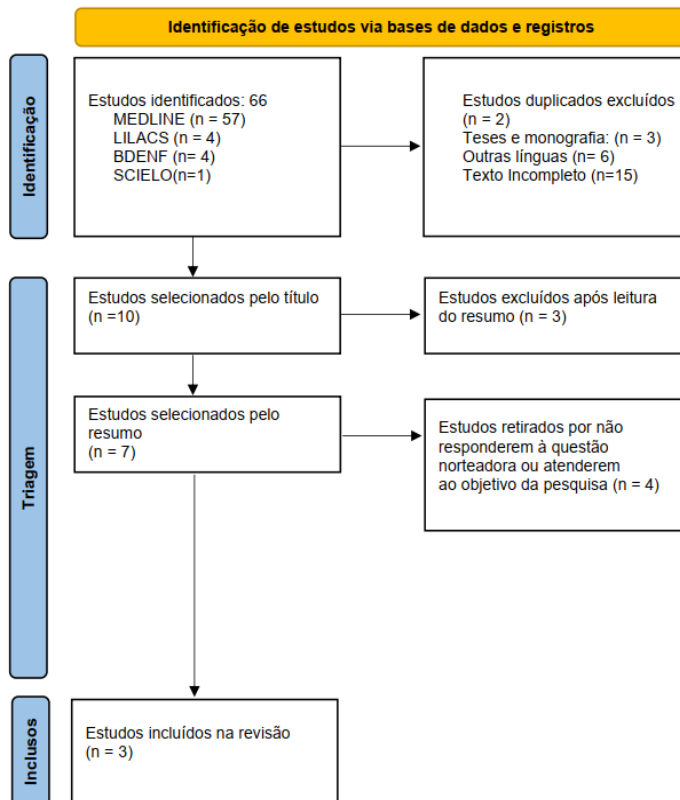 Identificação de estudos via bases de dados e registros
Identificação
Estudos identificados: 66
MEDLINE (n = 57)
LILACS (n = 4)
BDENF (n= 4)
SCIELO(n=1)
Estudos duplicados excluídos
(n = 2)
Teses e monografia: (n = 3)
Outras línguas (n= 6)
Texto Incompleto (n=15)
Triagem
Estudos selecionados pelo título
(n =10)
Estudos excluídos após leitura
do resumo (n = 3)
Estudos selecionados pelo
resumo
(n = 7)
Estudos retirados por não
responderem à questão
norteadora ou atenderem
ao objetivo da pesquisa (n = 4)
Inclusos
Estudos incluídos na revisão
(n = 3)